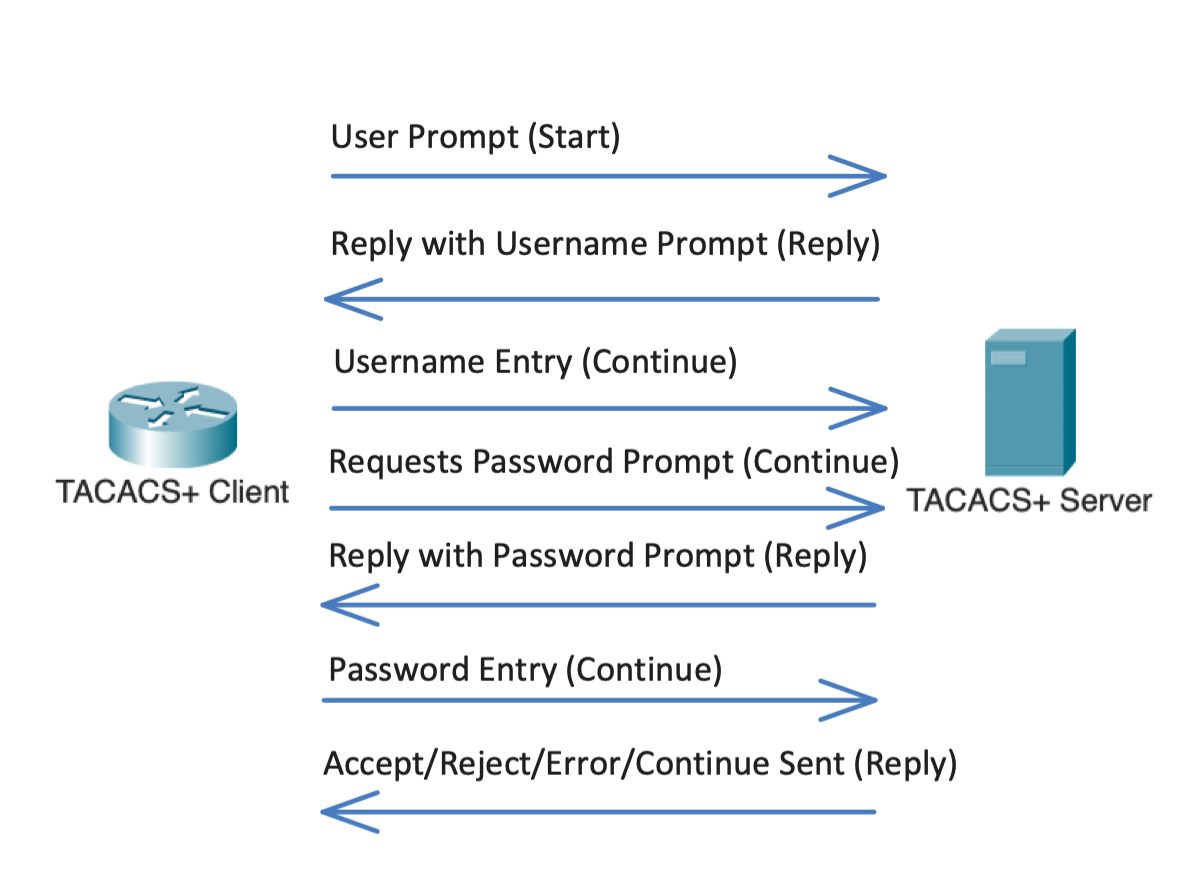 User Prompt (Start)
Reply with Username Prompt (Reply)
Username Entry (Continue)
Requests Password Prompt (Continue)
TACACS+ Client
TACACS+ Server
Reply with Password Prompt (Reply)
Password Entry (Continue)
Accept/Reject/Error/Continue Sent (Reply)